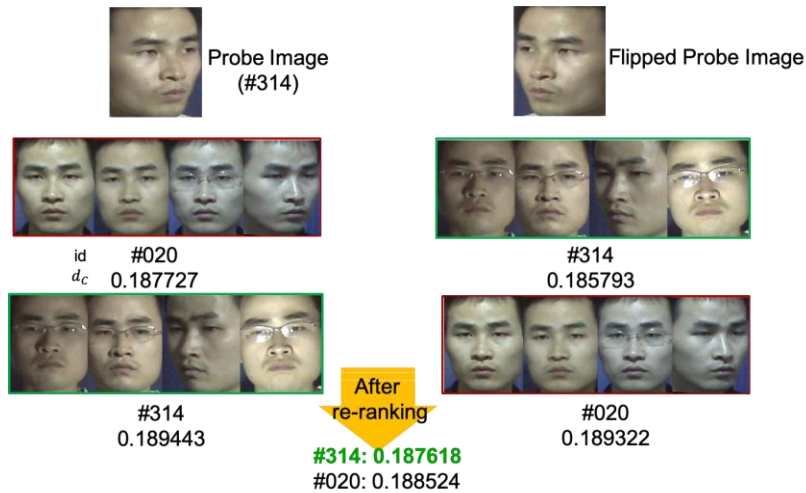 Probe Image
(#314)
Flipped Probe Image
id #020
d_C 0.187727
#314
0.185793
#314
0.189443
#020
0.189322
After
re-ranking
#314: 0.187618
#020: 0.188524